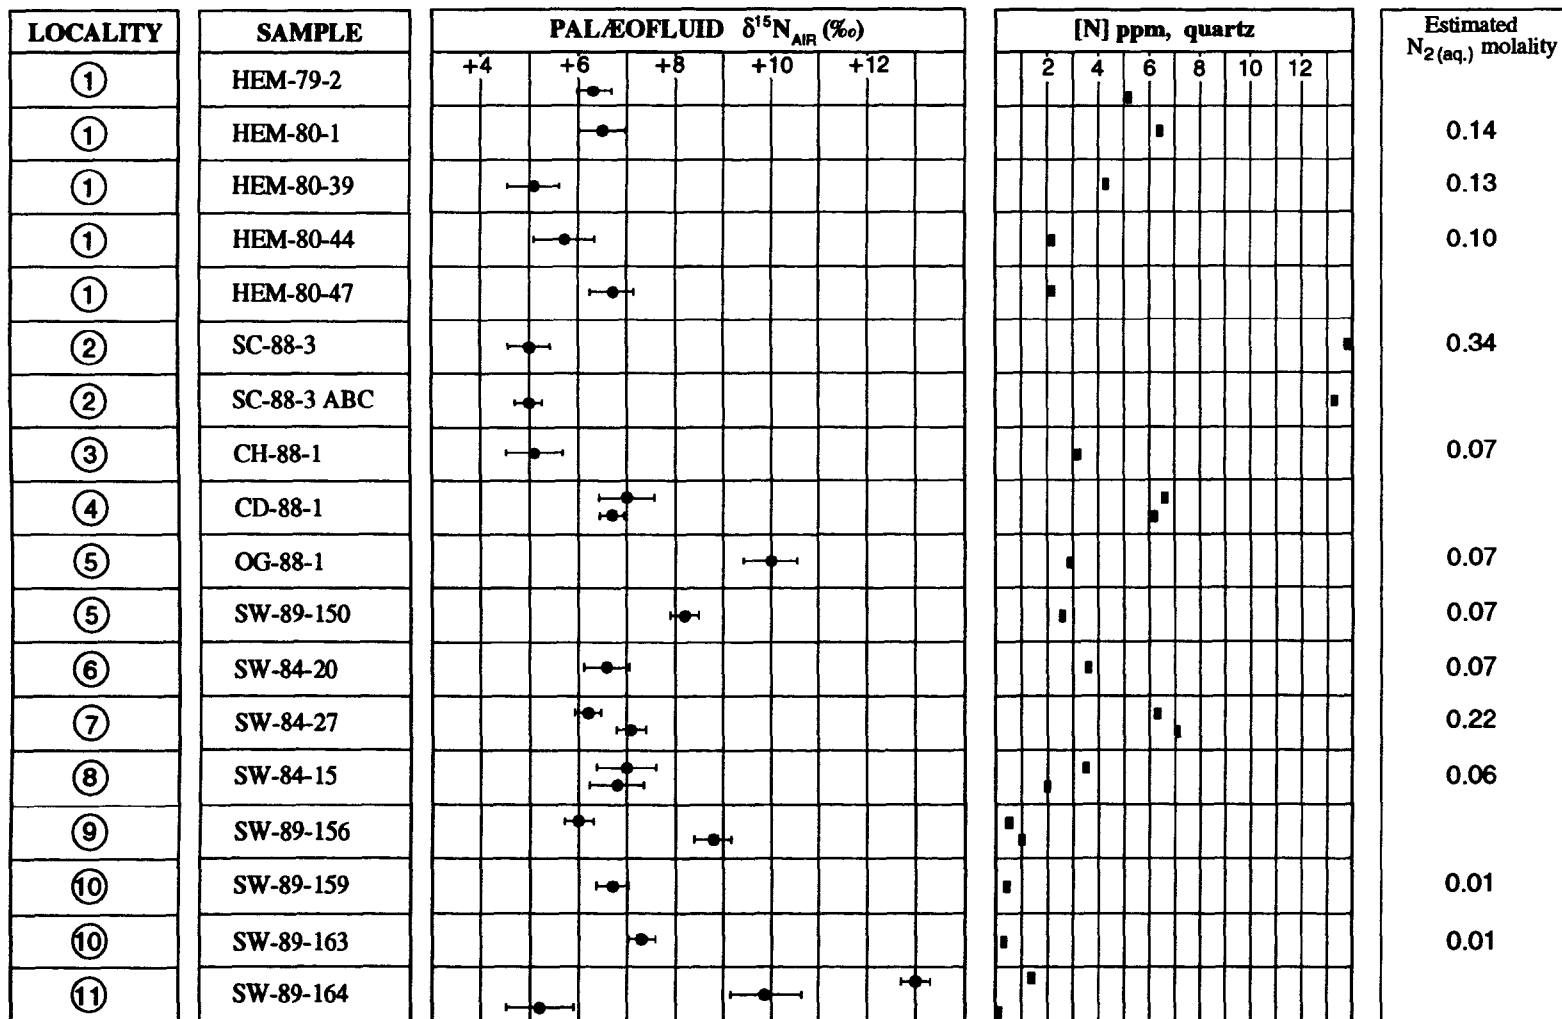 LOCALITY SAMPLE PALÆOFLUID δ¹⁵N_AIR (‰) [N] ppm, quartz Estimated
N₂ (aq.) molality
+4 +6 +8 +10 +12 2 4 6 8 10 12
① HEM-79-2
① HEM-80-1 0.14
① HEM-80-39 0.13
① HEM-80-44 0.10
① HEM-80-47
② SC-88-3 0.34
② SC-88-3 ABC
③ CH-88-1 0.07
④ CD-88-1
⑤ OG-88-1 0.07
⑤ SW-89-150 0.07
⑥ SW-84-20 0.07
⑦ SW-84-27 0.22
⑧ SW-84-15 0.06
⑨ SW-89-156
⑩ SW-89-159 0.01
⑩ SW-89-163 0.01
⑪ SW-89-164